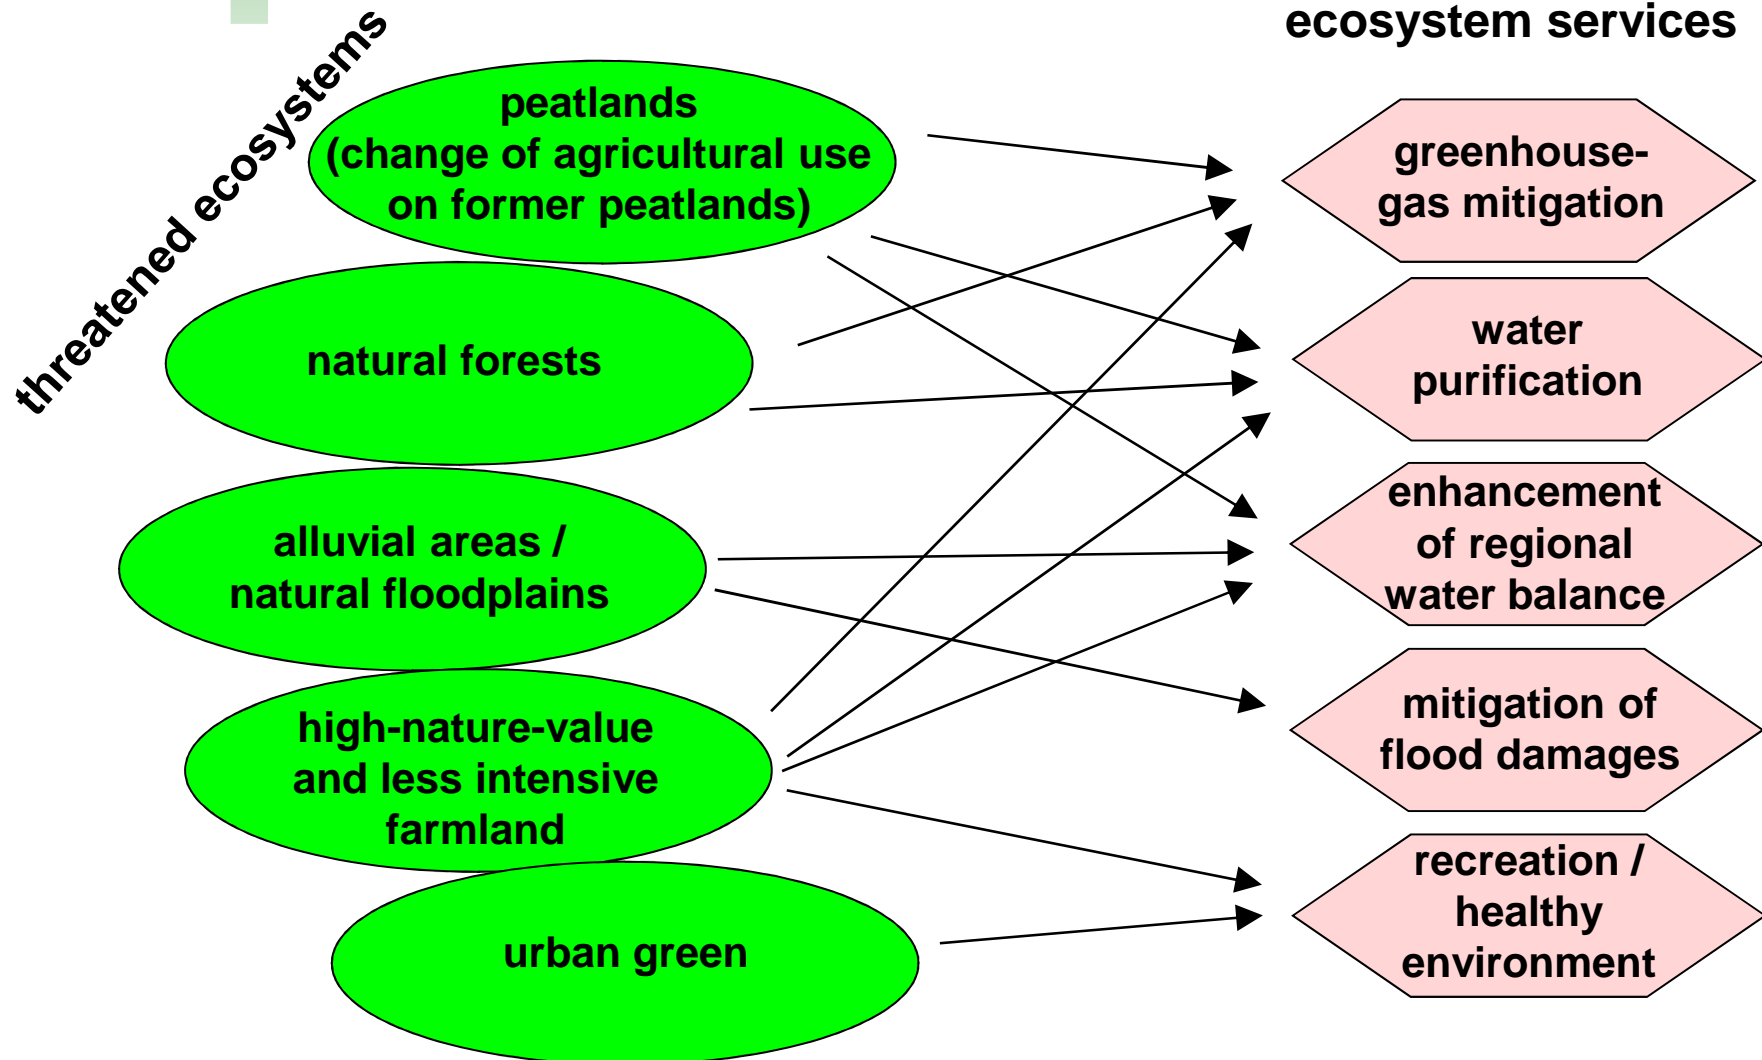 threatened ecosystems
ecosystem services
peatlands
(change of agricultural use
on former peatlands)
natural forests
alluvial areas /
natural floodplains
high-nature-value
and less intensive
farmland
urban green
greenhouse-
gas mitigation
water
purification
enhancement
of regional
water balance
mitigation of
flood damages
recreation /
healthy
environment